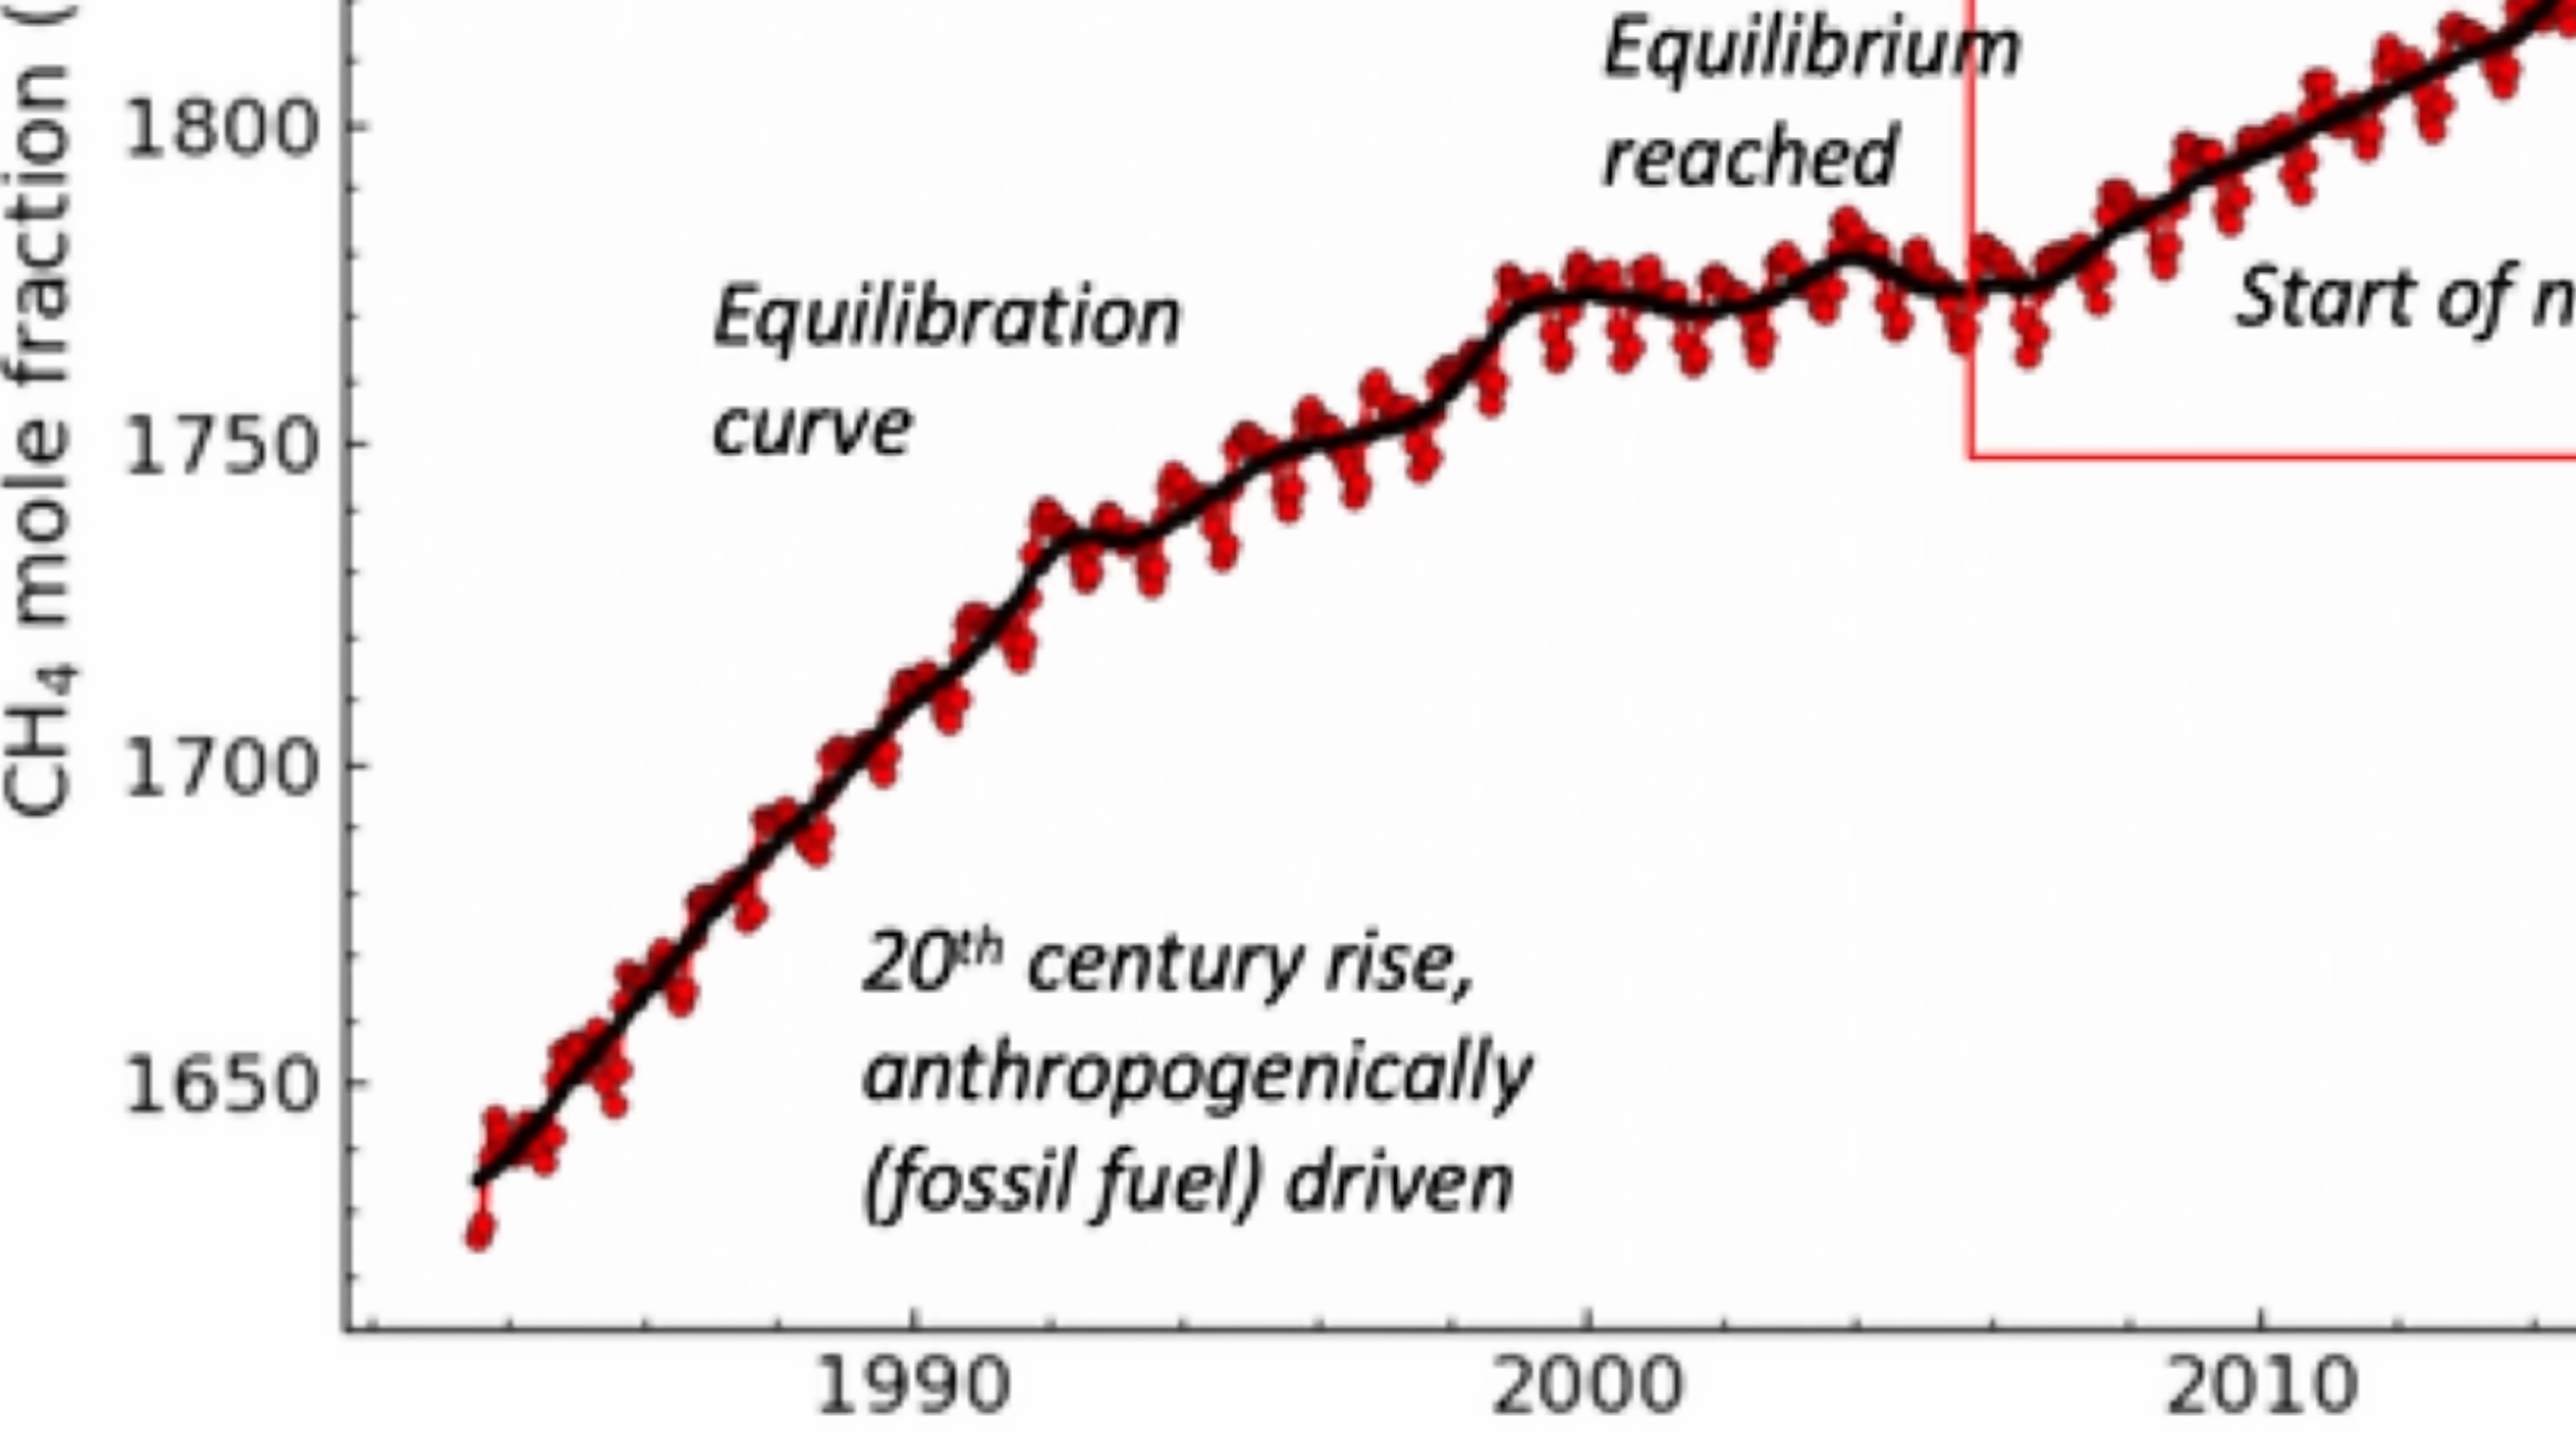 CH₄ mole fraction (
1800
1750
1700
1650
Equilibrium
reached
Equilibration
curve
Start of n
20ᵗʰ century rise,
anthropogenically
(fossil fuel) driven
1990
2000
2010